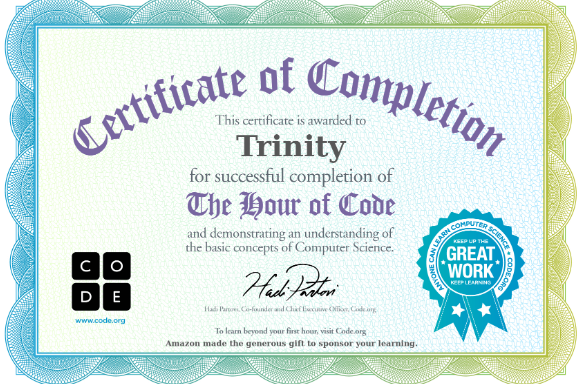 Certificate of Completion
This certificate is awarded to
Trinity
for successful completion of
The Hour of Code
and demonstrating an understanding of
the basic concepts of Computer Science.
C O
D E
www.code.org
Hadi Partovi
Hadi Partovi, Co-founder and Chief Executive Officer, Code.org
ANYONE CAN LEARN COMPUTER SCIENCE • CODE.ORG
KEEP UP THE
GREAT
WORK
KEEP LEARNING
To learn beyond your first hour, visit Code.org
Amazon made the generous gift to sponsor your learning.